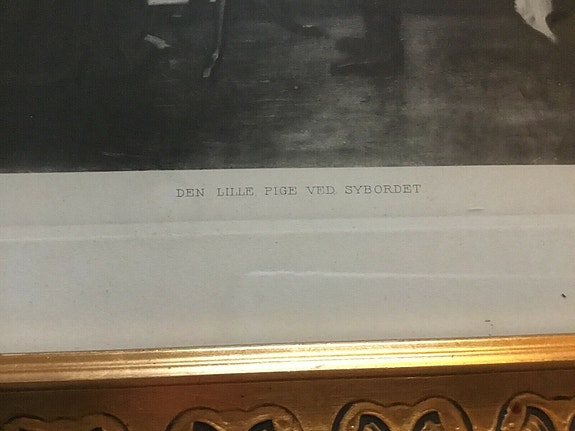 DEN LILLE PIGE VED SYBORDET